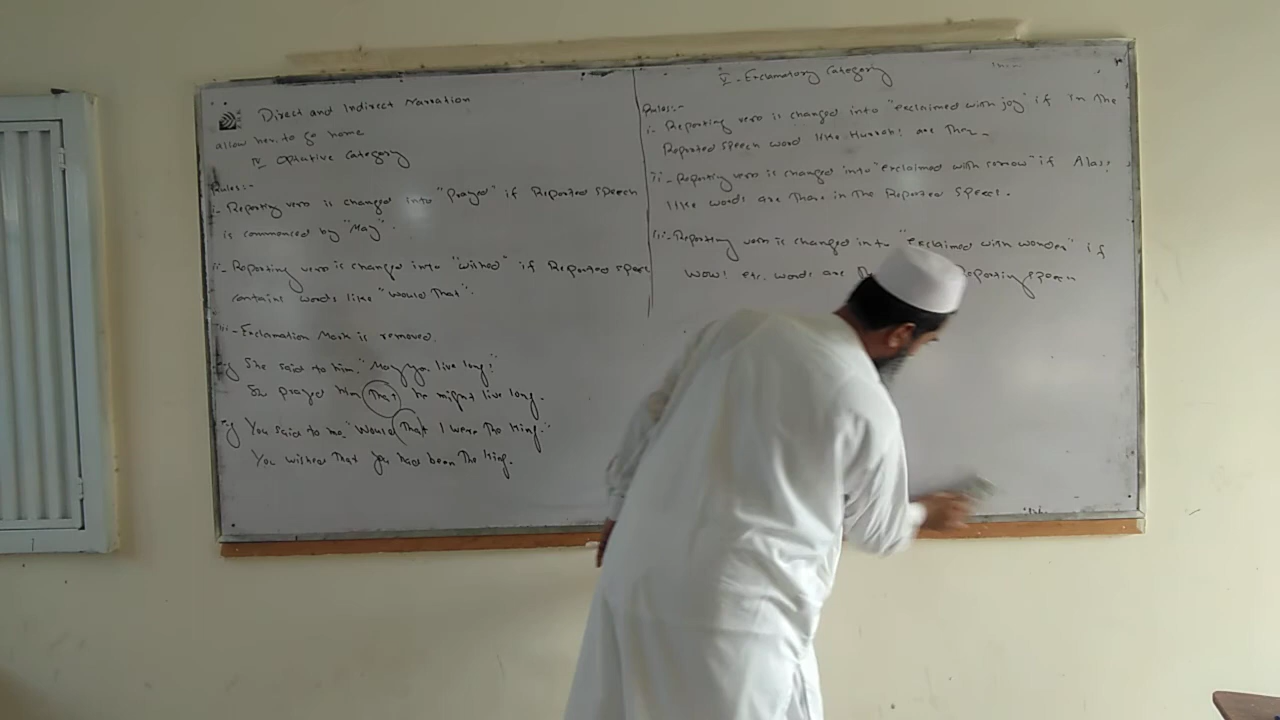 Direct and Indirect Narration
allow her to go home
IV Optative Category
Rules:-
i- Reporting verb is changed into "Prayed" if Reported Speech
is commenced by "May".
ii- Reporting verb is changed into "wished" if Reported Speec
contains words like "Would That".
iii- Exclamation Mark is removed.
eg She said to him, "May you live long!"
She prayed him That he might live long.
eg You said to me, "Would That I were The King."
You wished That you had been The King.
V- Exclamatory Category
Rules:-
i- Reporting verb is changed into "exclaimed with joy" if in The
Reported Speech word like Hurrah! are There
ii- Reporting verb is changed into "exclaimed with sorrow" if Alas!
like words are There in The Reported Speech.
iii- Reporting verb is changed into "exclaimed with wonder" if
Wow! etc. words are Reporting Speech